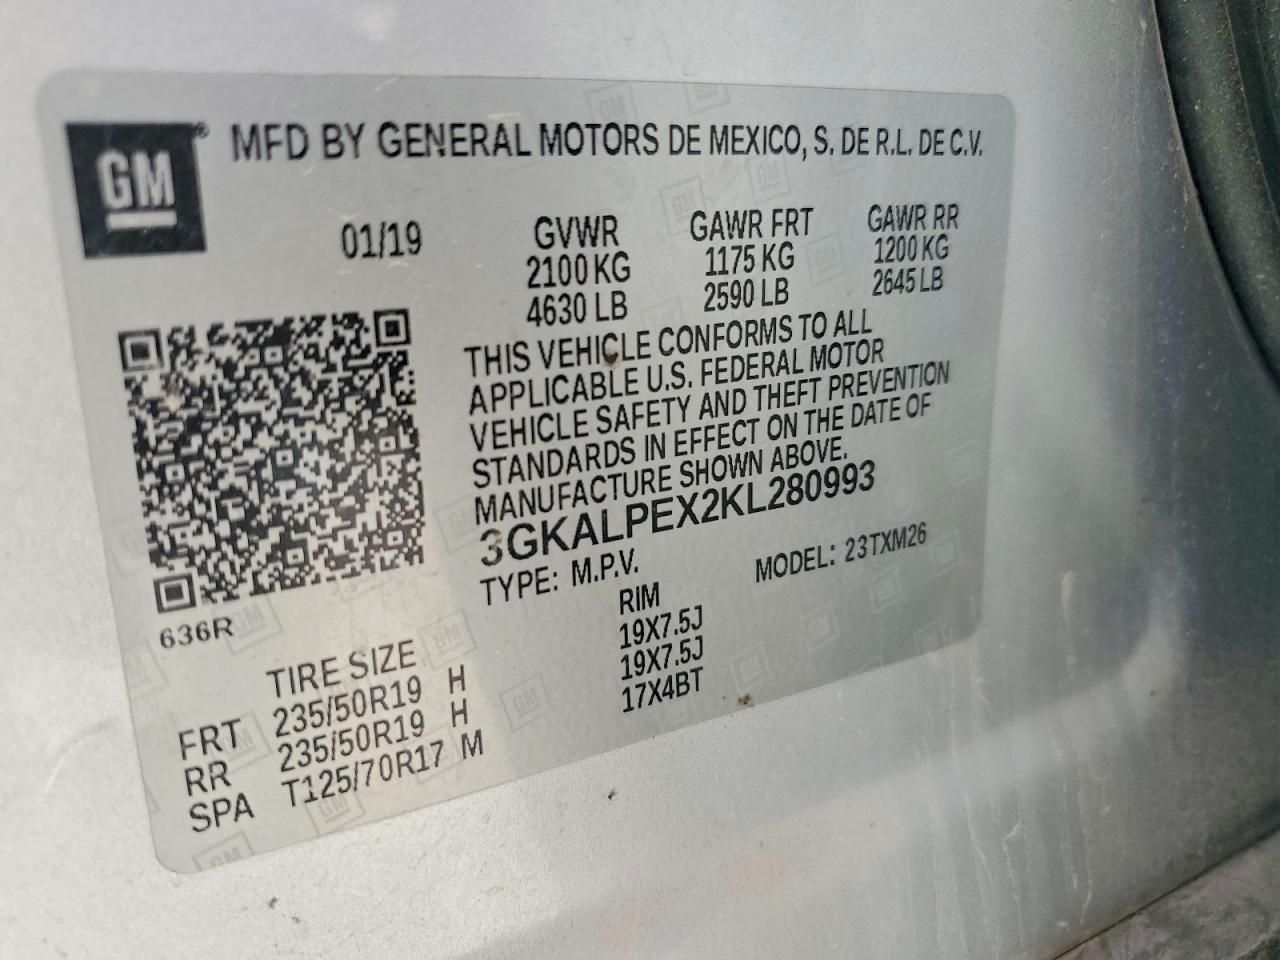 GM® MFD BY GENERAL MOTORS DE MEXICO, S. DE R.L. DE C.V.
01/19 GVWR GAWR FRT GAWR RR
2100 KG 1175 KG 1200 KG
4630 LB 2590 LB 2645 LB
THIS VEHICLE CONFORMS TO ALL
APPLICABLE U.S. FEDERAL MOTOR
VEHICLE SAFETY AND THEFT PREVENTION
STANDARDS IN EFFECT ON THE DATE OF
MANUFACTURE SHOWN ABOVE.
3GKALPEX2KL280993
TYPE: M.P.V. MODEL: 23TXM26
636R
TIRE SIZE RIM
FRT 235/50R19 H 19X7.5J
RR 235/50R19 H 19X7.5J
SPA T125/70R17 M 17X4BT